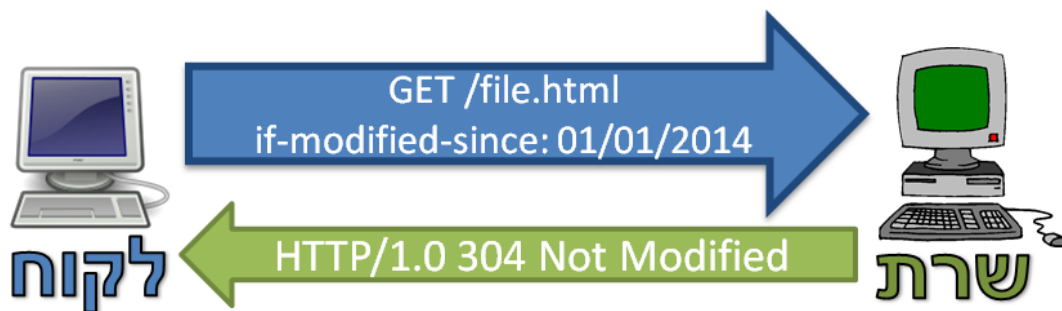 GET /file.html
if-modified-since: 01/01/2014
HTTP/1.0 304 Not Modified
לקוח
שרת